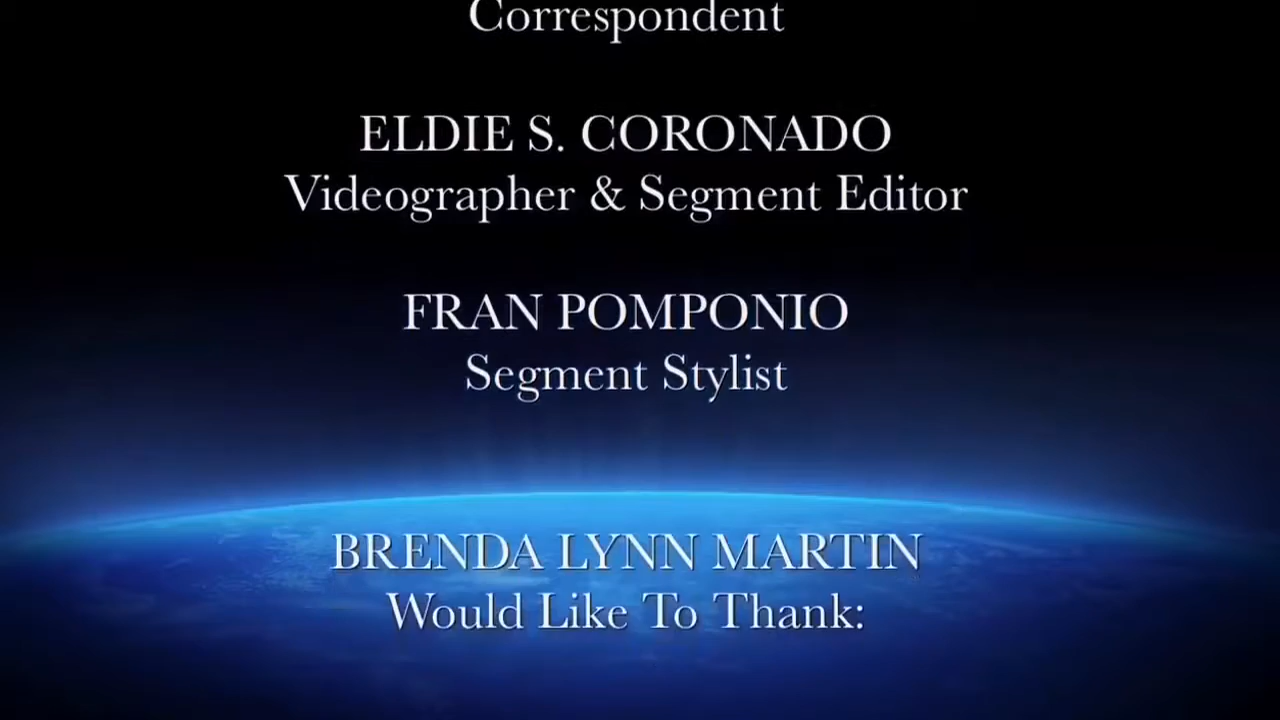 Correspondent
ELDIE S. CORONADO
Videographer & Segment Editor
FRAN POMPONIO
Segment Stylist
BRENDA LYNN MARTIN
Would Like To Thank: